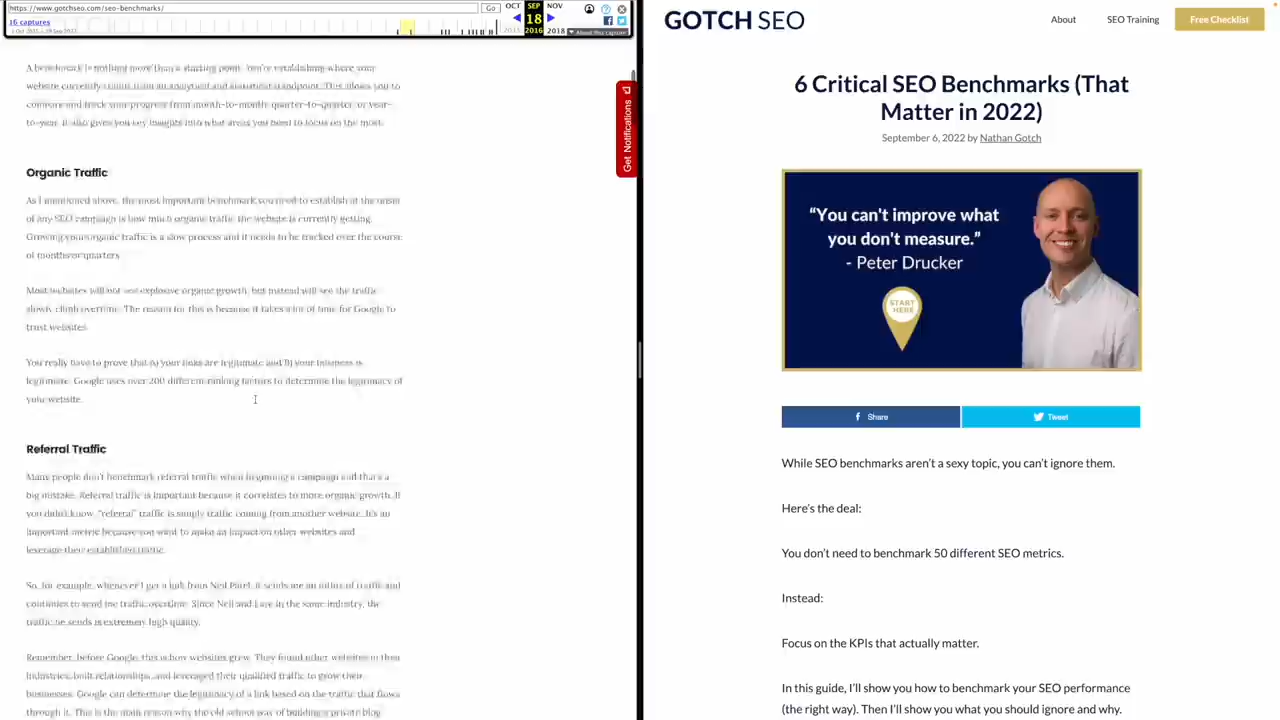 https://www.gotchseo.com/seo-benchmarks/
Go
OCT SEP NOV
18
2016 2018
16 captures
About this capture
A benchmark is nothing more than a starting point. You're establishing where your
website currently
This allows you to
compare and track your progress from month-to-month, quarter-to-quarter, or year-
to-year. It also gives you key insights into what areas you need to focus on the most.
Organic Traffic
As I mentioned above, the most important benchmark you need to establish at the onset
of any SEO campaign is how much organic traffic the website is currently getting.
Growing your organic traffic is a slow process and it needs to be tracked over the course
of months or quarters.
Most websites will not see explosive organic growth, but instead will see the traffic
slowly climb overtime. The reason for this is because it takes a lot of time for Google to
trust websites.
You really have to prove that A) your links are legitimate and B) your business is
legitimate. Google uses over 200 different ranking factors to determine the legitimacy of
your website.
Referral Traffic
Many people don't benchmark referral traffic when beginning a campaign and that's a
big mistake. Referral traffic is important because it correlates to more organic growth. If
you didn't know, "referral" traffic is simply traffic coming from another website. It's an
important metric because you want to make an impact on other websites and
leverage their established traffic.
So, for example, whenever I get a link from Neil Patel, it sends me an influx of traffic and
continues to send me traffic overtime. Since Neil and I are in the same industry, the
traffic he sends is extremely high quality.
Remember, before Google, this is how websites grew. They found other websites in their
industries, built relationships, and leveraged their qualified traffic to grow their
businesses. Google can determine the legitimacy of a link based on the traffic that flows
through it. This is the main reason why the old school way of building a private blog
Get Notifications
GOTCH SEO
About
SEO Training
Free Checklist
6 Critical SEO Benchmarks (That
Matter in 2022)
September 6, 2022 by Nathan Gotch
“You can't improve what
you don't measure.”
- Peter Drucker
START
HERE
Share
Tweet
While SEO benchmarks aren’t a sexy topic, you can’t ignore them.
Here’s the deal:
You don’t need to benchmark 50 different SEO metrics.
Instead:
Focus on the KPIs that actually matter.
In this guide, I’ll show you how to benchmark your SEO performance
(the right way). Then I’ll show you what you should ignore and why.